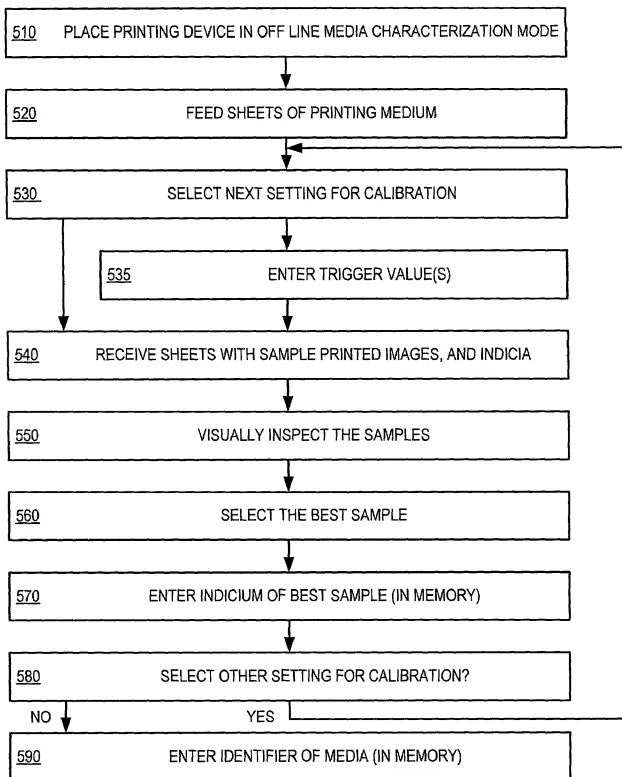 510 PLACE PRINTING DEVICE IN OFF LINE MEDIA CHARACTERIZATION MODE
520 FEED SHEETS OF PRINTING MEDIUM
530 SELECT NEXT SETTING FOR CALIBRATION
535 ENTER TRIGGER VALUE(S)
540 RECEIVE SHEETS WITH SAMPLE PRINTED IMAGES, AND INDICIA
550 VISUALLY INSPECT THE SAMPLES
560 SELECT THE BEST SAMPLE
570 ENTER INDICIUM OF BEST SAMPLE (IN MEMORY)
580 SELECT OTHER SETTING FOR CALIBRATION?
NO YES
590 ENTER IDENTIFIER OF MEDIA (IN MEMORY)